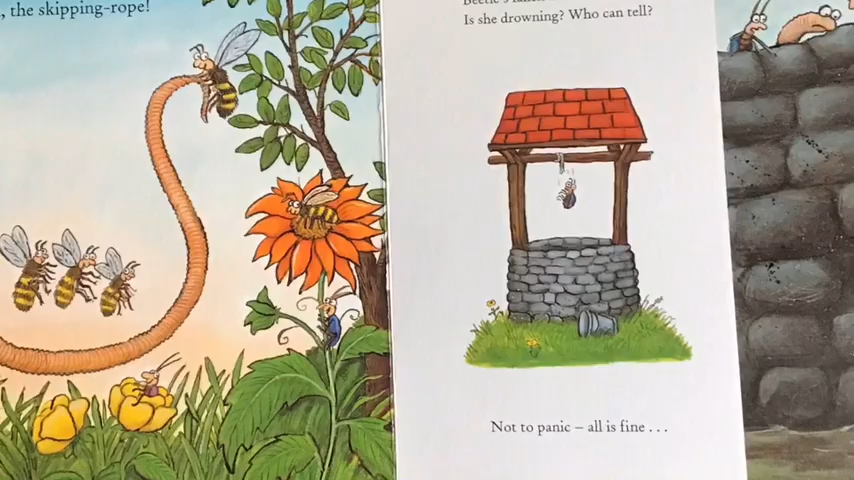 the skipping-rope!
Is she drowning? Who can tell?
Not to panic – all is fine . . .